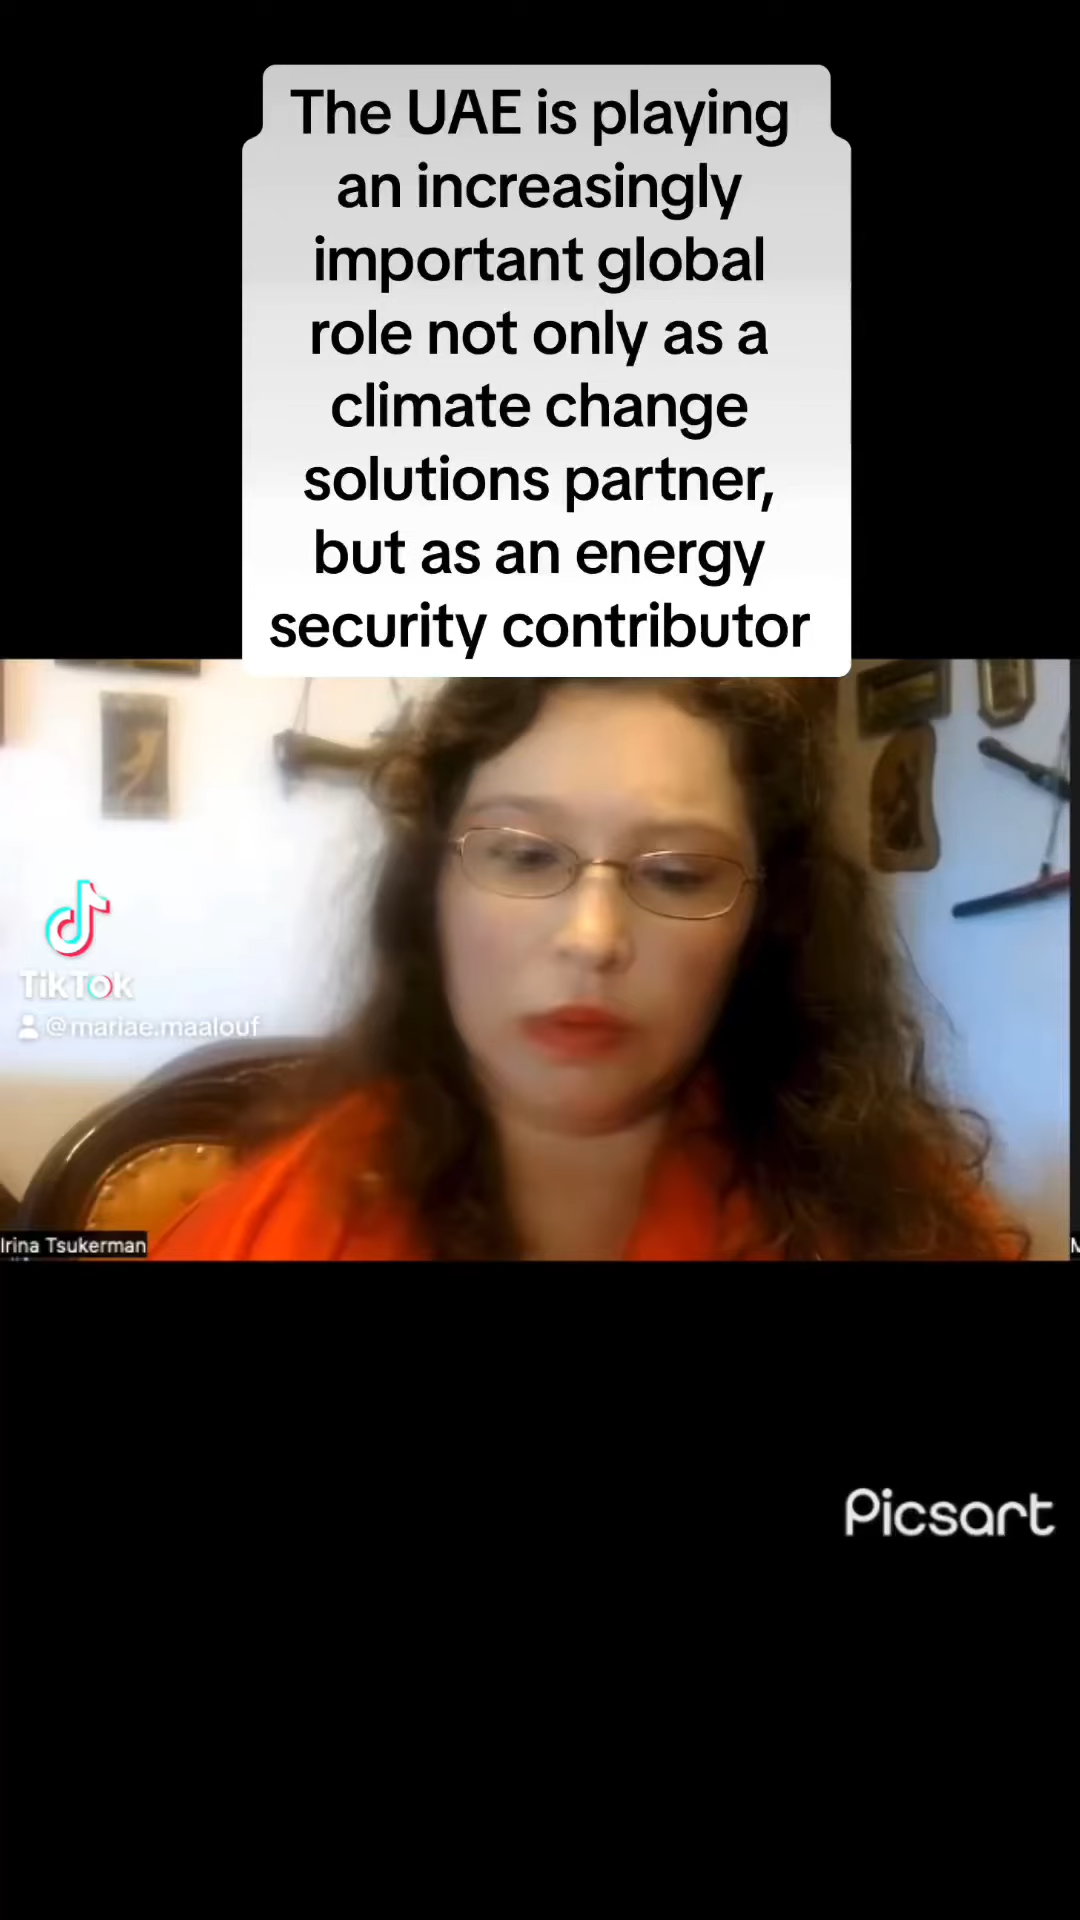 The UAE is playing
an increasingly
important global
role not only as a
climate change
solutions partner,
but as an energy
security contributor
TikTok
@mariae.maalouf
Irina Tsukerman
Picsart